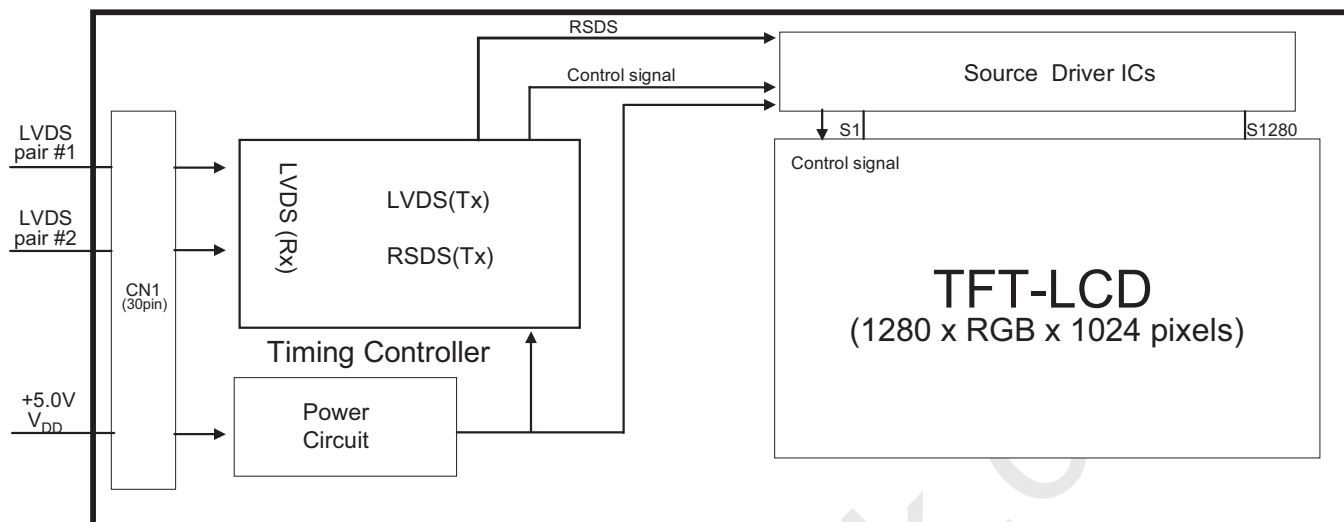 RSDS
Control signal
Source Driver ICs
S1
S1280
LVDS
pair #1
LVDS
pair #2
CN1
(30pin)
LVDS (Rx)
LVDS(Tx)
RSDS(Tx)
Timing Controller
Control signal
TFT-LCD
(1280 x RGB x 1024 pixels)
+5.0V
VDD
Power
Circuit